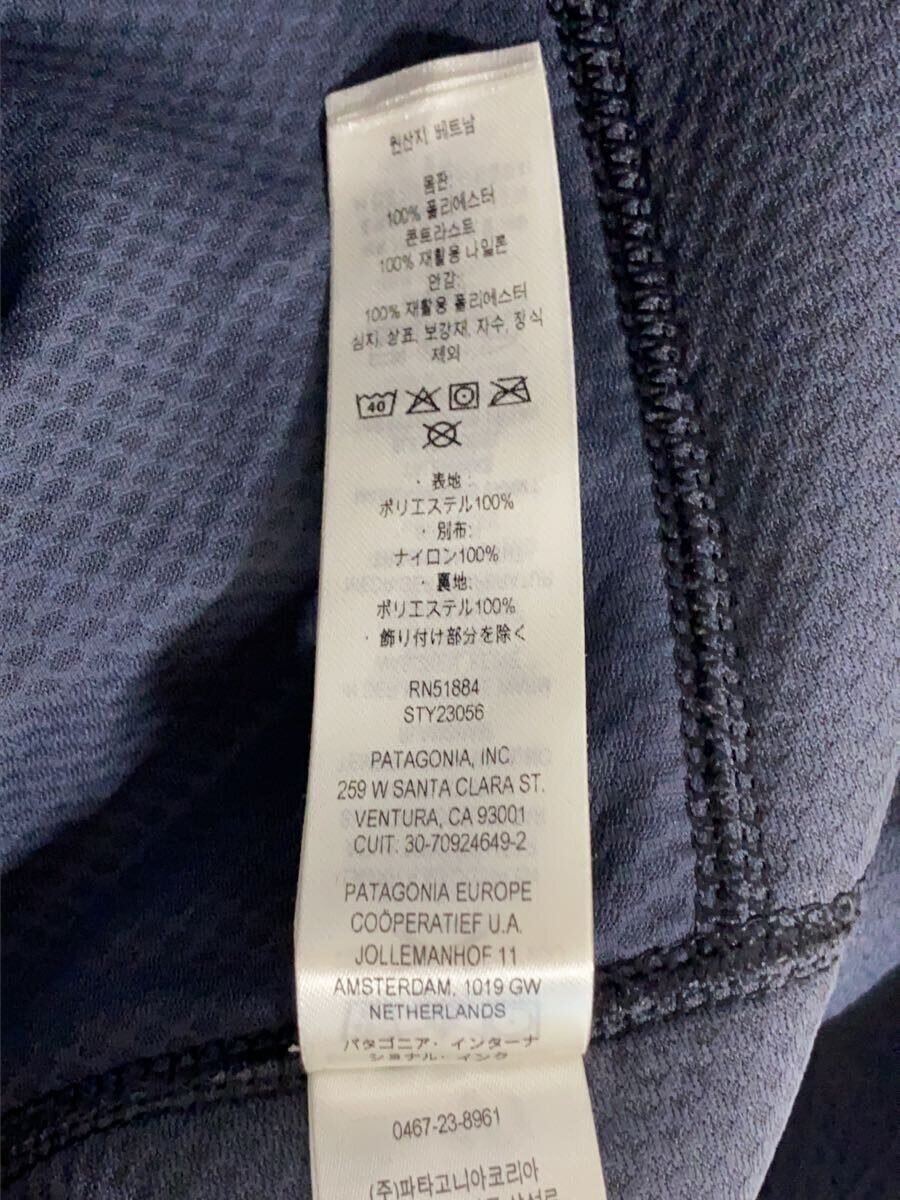 원산지 베트남
몸판:
100% 폴리에스터
콘트라스트
100% 재활용 나일론
안감:
100% 재활용 폴리에스터
심지, 상표, 보강재, 자수, 장식
제외
40
・表地:
ポリエステル100%
・別布:
ナイロン100%
・裏地:
ポリエステル100%
・飾り付け部分を除く
RN51884
STY23056
PATAGONIA, INC.
259 W SANTA CLARA ST.
VENTURA, CA 93001
CUIT: 30-70924649-2
PATAGONIA EUROPE
COÖPERATIEF U.A.
JOLLEMANHOF 11
AMSTERDAM, 1019 GW
NETHERLANDS
パタゴニア・インターナ
ショナル・インク
0467-23-8961
(주)파타고니아코리아